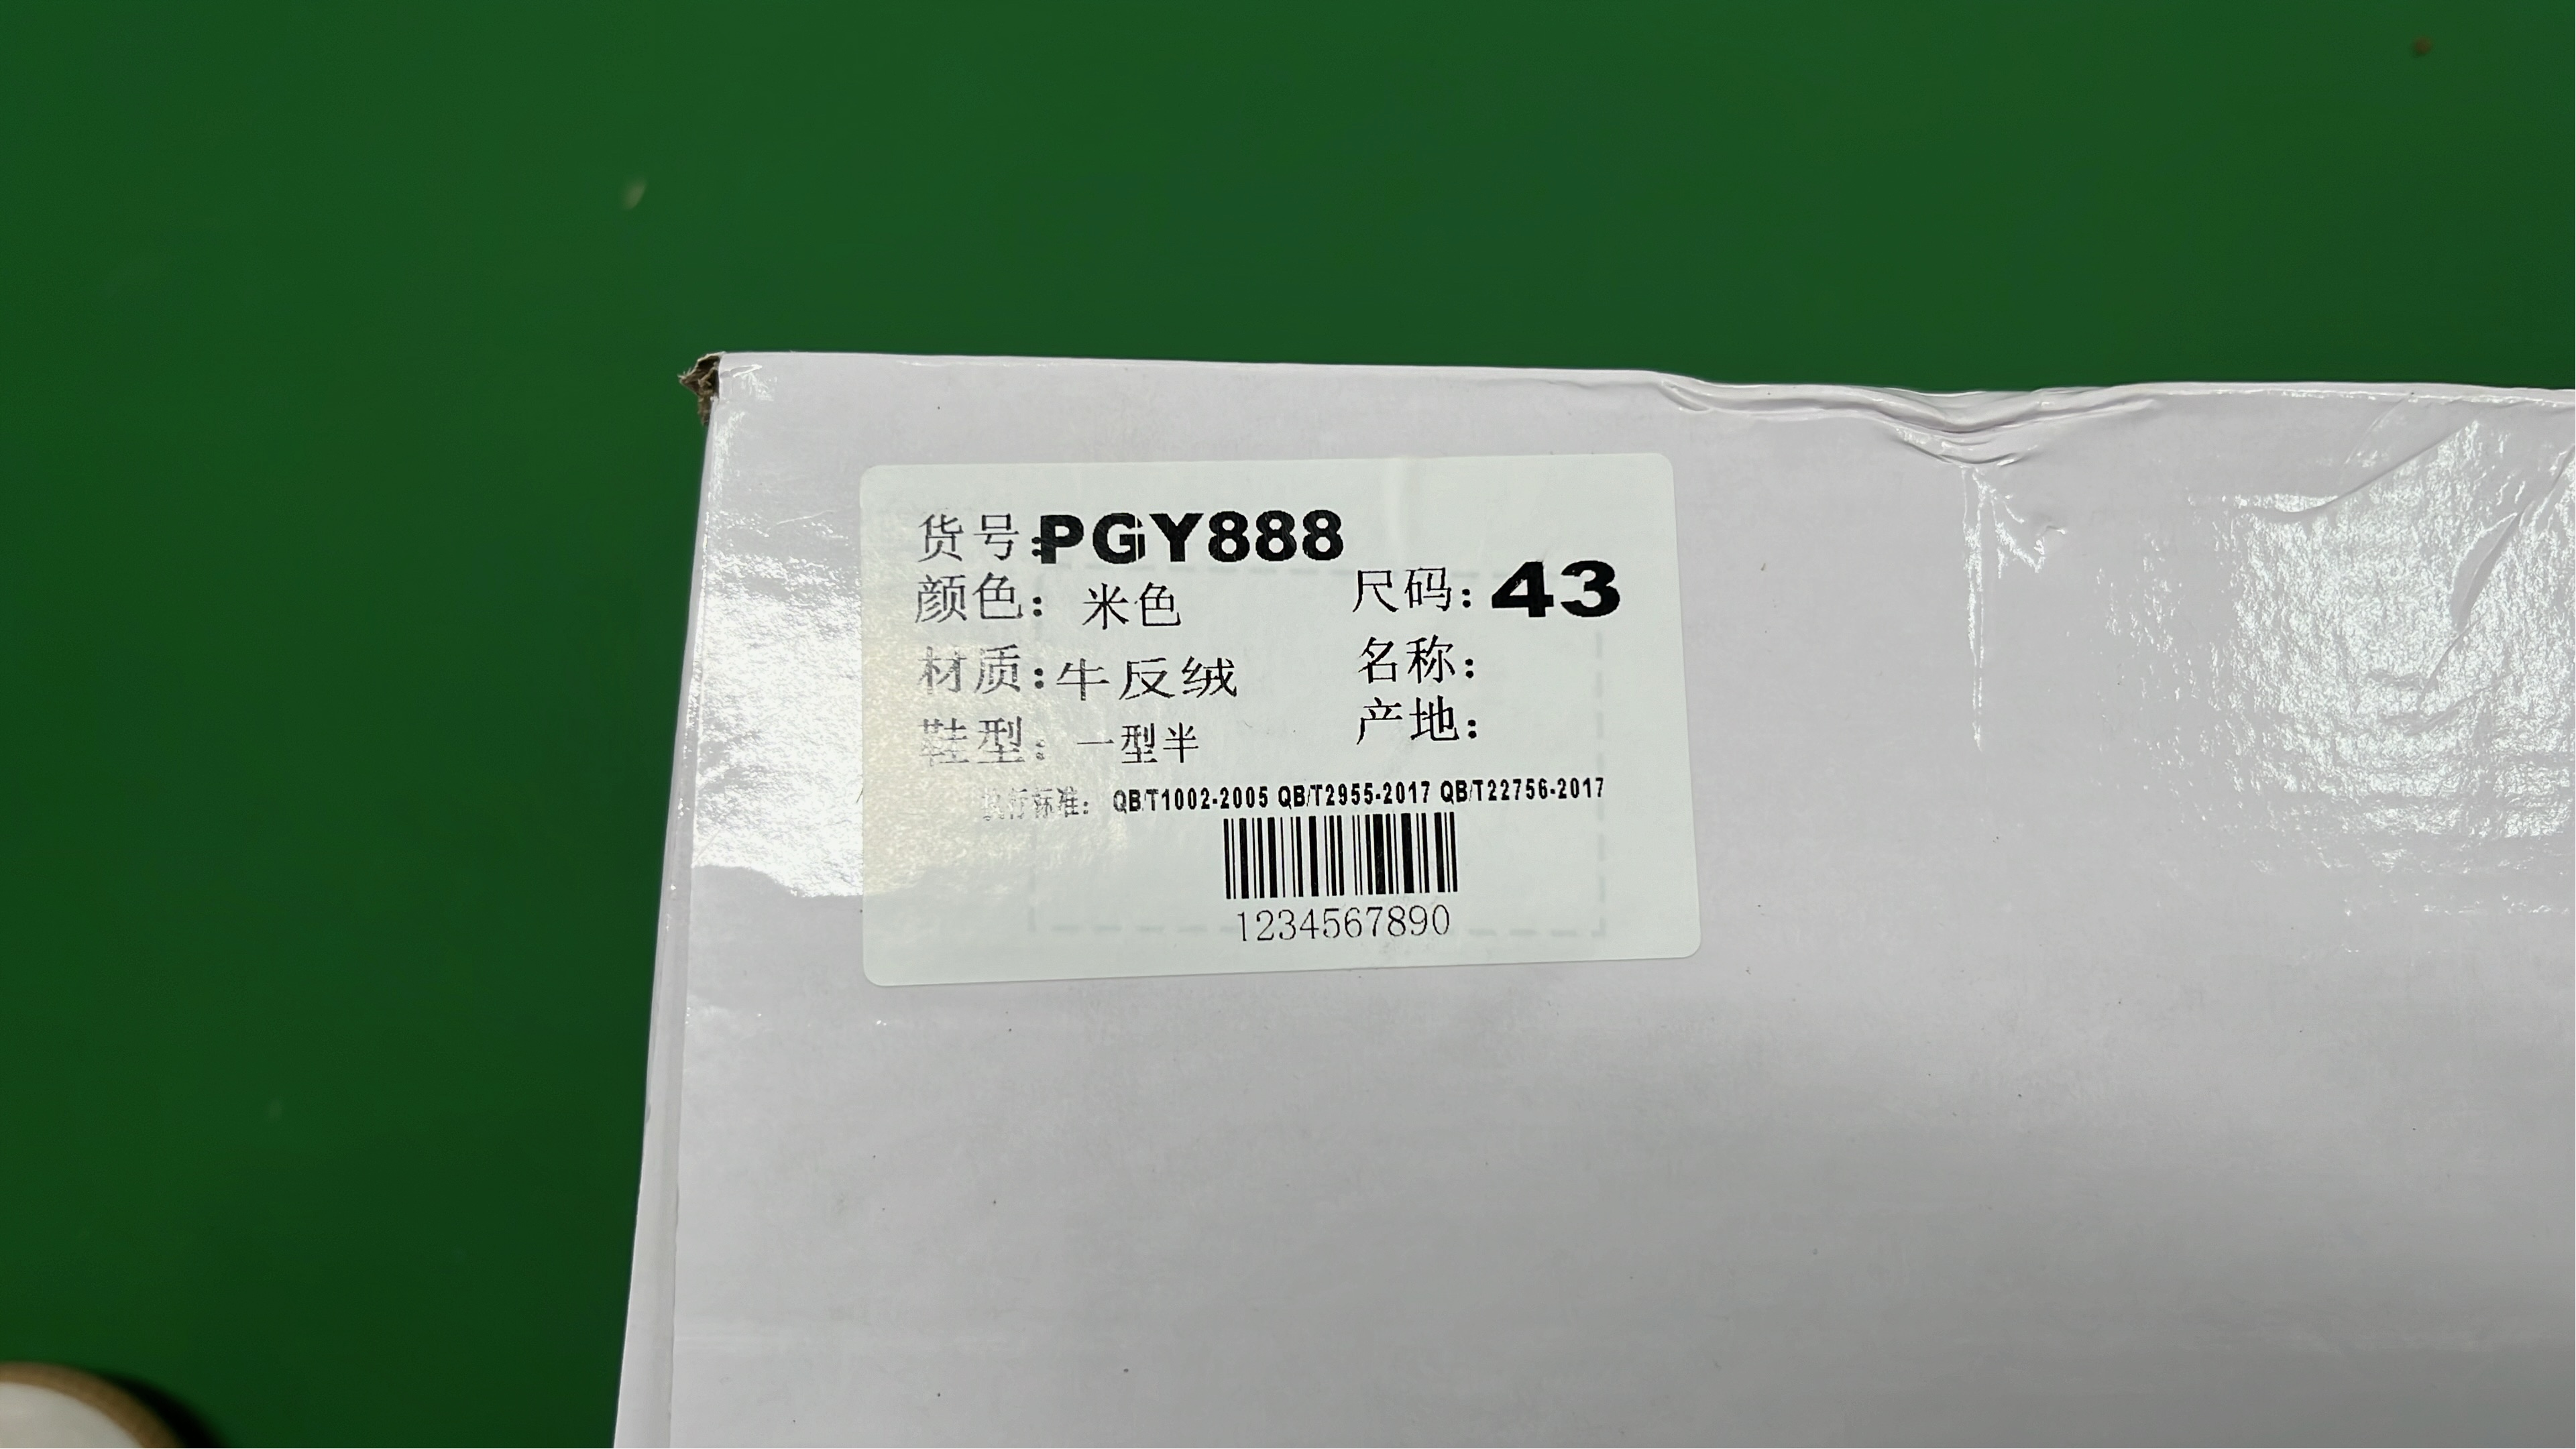 货号:PGY888
颜色: 米色
尺码: 43
材质:牛反绒
名称:
鞋型: 一型半
产地:
执行标准: QB/T1002-2005 QB/T2955-2017 QB/T22756-2017
1234567890